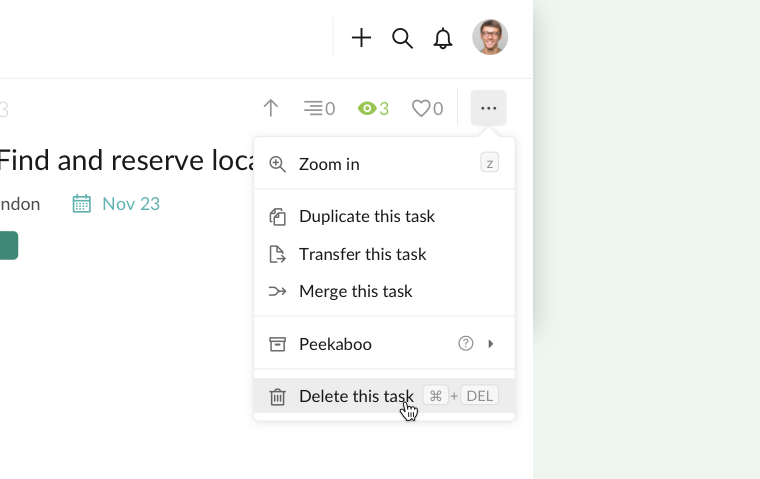 0 3 0
Find and reserve loca
ndon Nov 23
Zoom in z
Duplicate this task
Transfer this task
Merge this task
Peekaboo ?
Delete this task ⌘ + DEL